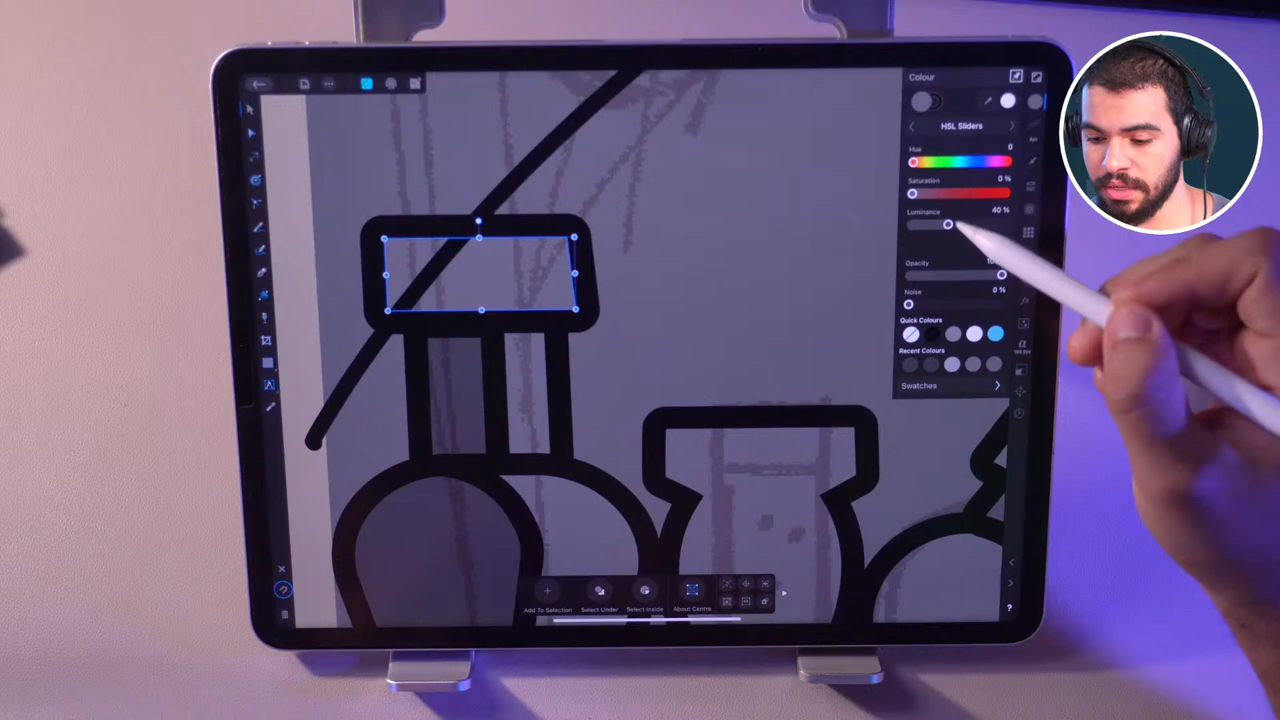 Colour
HSL Sliders
Hue
0
Saturation
0 %
Luminance
40 %
Opacity
Noise
0 %
Quick Colours
Recent Colours
Swatches
Add To Selection
Select Under
Select Inside
About Centre
?